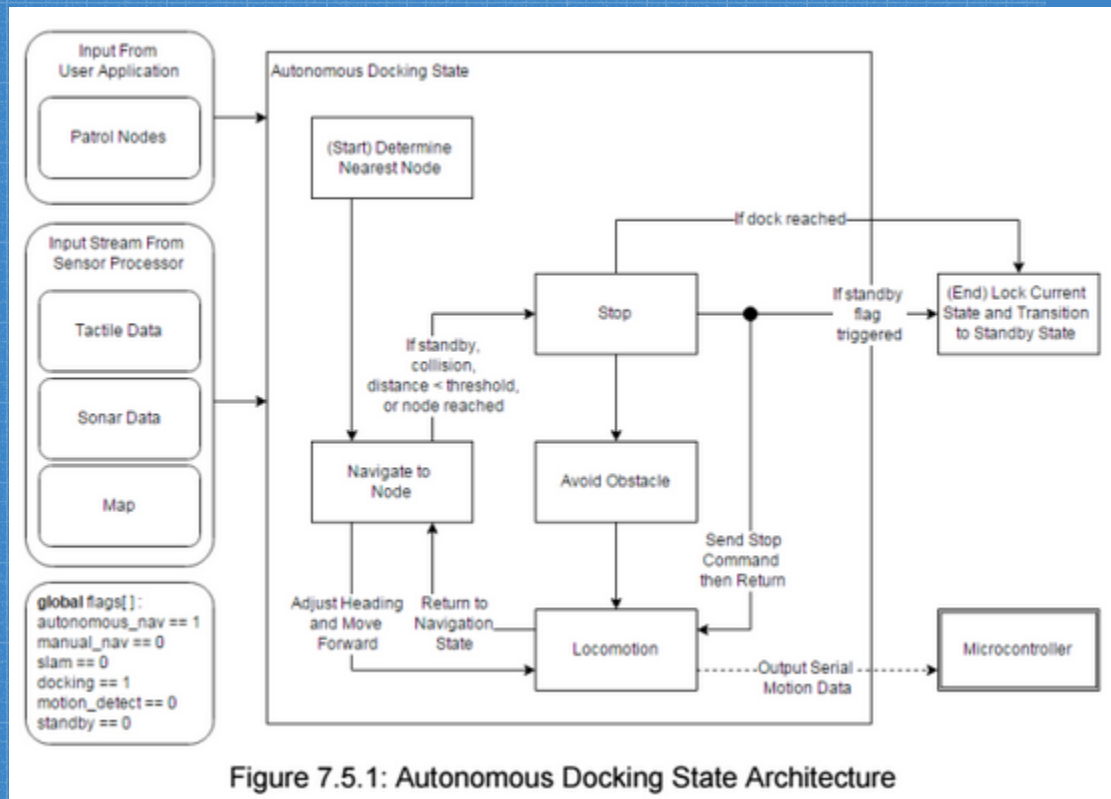 Input From
User Application
Patrol Nodes
Input Stream From
Sensor Processor
Tactile Data
Sonar Data
Map
global flags[ ] :
autonomous_nav == 1
manual_nav == 0
slam == 0
docking == 1
motion_detect == 0
standby == 0
Autonomous Docking State
(Start) Determine
Nearest Node
If dock reached
Stop
If standby
flag
triggered
(End) Lock Current
State and Transition
to Standby State
If standby,
collision,
distance < threshold,
or node reached
Navigate to
Node
Avoid Obstacle
Send Stop
Command
then Return
Adjust Heading
and Move
Forward
Return to
Navigation
State
Locomotion
Output Serial
Motion Data
Microcontroller
Figure 7.5.1: Autonomous Docking State Architecture